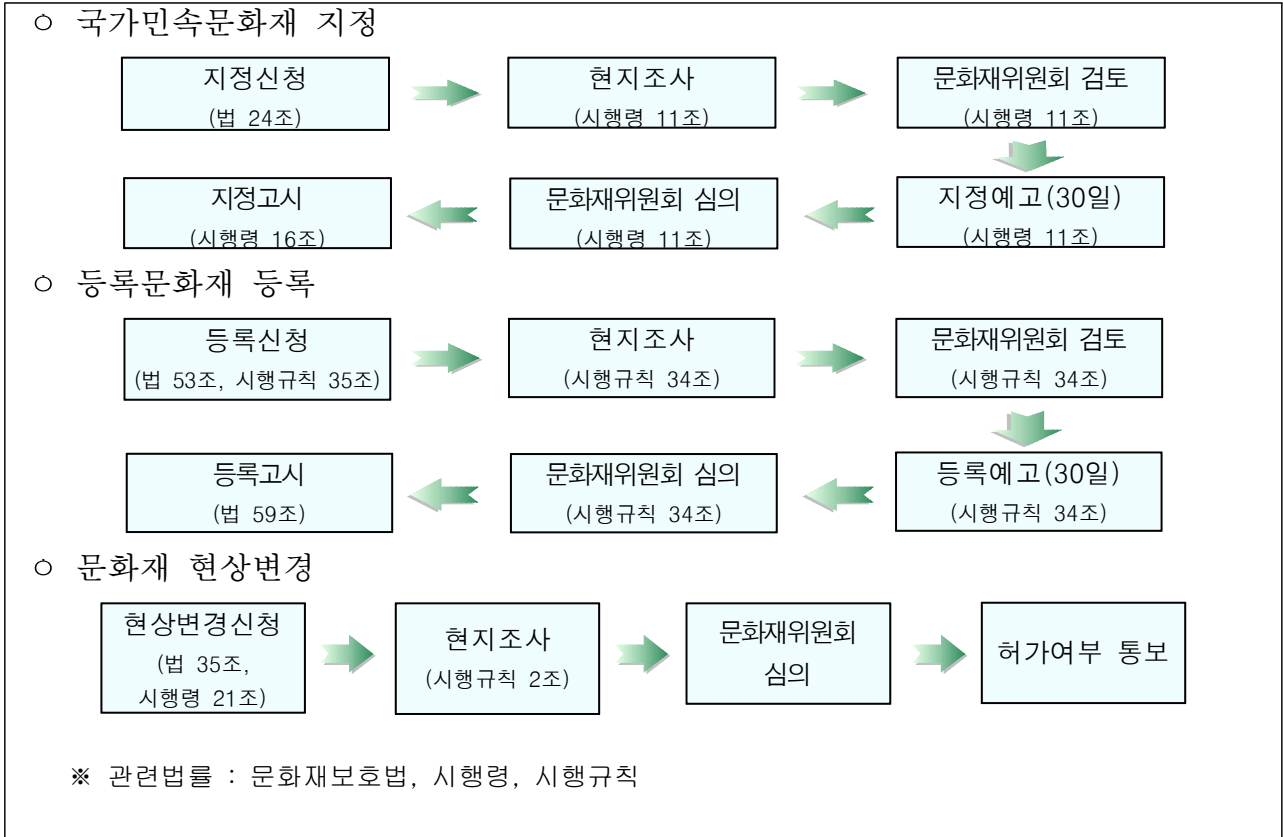 ○ 국가민속문화재 지정
지정신청
(법 24조)
현지조사
(시행령 11조)
문화재위원회 검토
(시행령 11조)
지정예고(30일)
(시행령 11조)
문화재위원회 심의
(시행령 11조)
지정고시
(시행령 16조)
○ 등록문화재 등록
등록신청
(법 53조, 시행규칙 35조)
현지조사
(시행규칙 34조)
문화재위원회 검토
(시행규칙 34조)
등록예고(30일)
(시행규칙 34조)
문화재위원회 심의
(시행규칙 34조)
등록고시
(법 59조)
○ 문화재 현상변경
현상변경신청
(법 35조,
시행령 21조)
현지조사
(시행규칙 2조)
문화재위원회
심의
허가여부 통보
※ 관련법률 : 문화재보호법, 시행령, 시행규칙